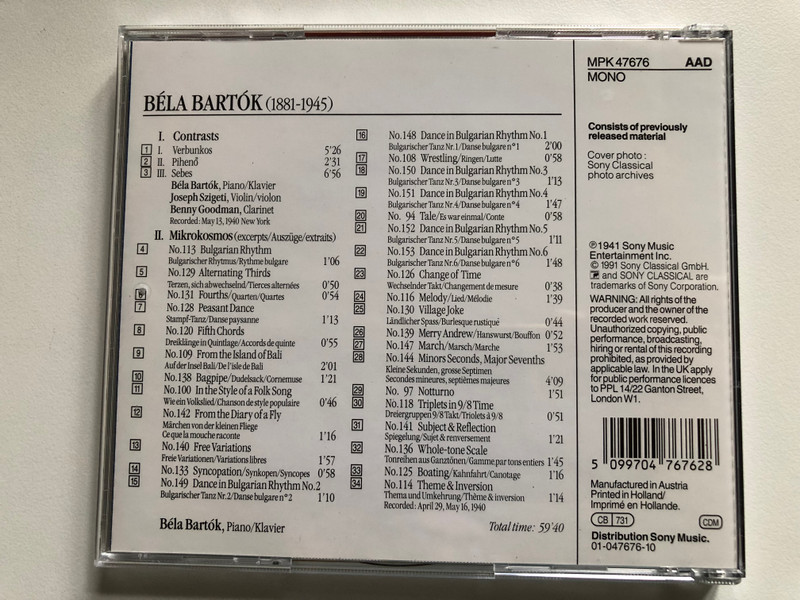 BÉLA BARTÓK (1881-1945)
I. Contrasts
1 I. Verbunkos 5'26
2 II. Pihenő 2'31
3 III. Sebes 6'56
Béla Bartók, Piano/Klavier
Joseph Szigeti, Violin/violon
Benny Goodman, Clarinet
Recorded: May 13, 1940 New York
II. Mikrokosmos (excerpts/Auszüge/extraits)
4 No.113 Bulgarian Rhythm
Bulgarischer Rhytmus/Rythme bulgare 1'06
5 No.129 Alternating Thirds
Terzen, sich abwechselnd/Tierces alternées 0'50
6 No.131 Fourths/Quarten/Quartes 0'54
7 No.128 Peasant Dance
Stampf-Tanz/Danse paysanne 1'13
8 No.120 Fifth Chords
Dreiklänge in Quintlage/Accords de quinte 0'55
9 No.109 From the Island of Bali
Auf der Insel Bali/De l'isle de Bali 2'01
10 No.138 Bagpipe/Dudelsack/Cornemuse 1'21
11 No.100 In the Style of a Folk Song
Wie ein Volkslied/Chanson de style populaire 0'46
12 No.142 From the Diary of a Fly
Märchen von der kleinen Fliege
Ce que la mouche raconte 1'16
13 No.140 Free Variations
Freie Variationen/Variations libres 1'57
14 No.133 Syncopation/Synkopen/Syncopes 0'58
15 No.149 Dance in Bulgarian Rhythm No.2
Bulgarischer Tanz Nr.2/Danse bulgare n°2 1'10
Béla Bartók, Piano/Klavier
16 No.148 Dance in Bulgarian Rhythm No.1
Bulgarischer Tanz Nr.1/Danse bulgare n°1 2'00
17 No.108 Wrestling/Ringen/Lutte 0'58
18 No.150 Dance in Bulgarian Rhythm No.3
Bulgarischer Tanz Nr.3/Danse bulgare n°3 1'13
19 No.151 Dance in Bulgarian Rhythm No.4
Bulgarischer Tanz Nr.4/Danse bulgare n°4 1'47
20 No. 94 Tale/Es war einmal/Conte 0'58
21 No.152 Dance in Bulgarian Rhythm No.5
Bulgarischer Tanz Nr.5/Danse bulgare n°5 1'11
22 No.153 Dance in Bulgarian Rhythm No.6
Bulgarischer Tanz Nr.6/Danse bulgare n°6 1'48
23 No.126 Change of Time
Wechselnder Takt/Changement de mesure 0'38
24 No.116 Melody/Lied/Mélodie 1'39
25 No.130 Village Joke
Ländlicher Spass/Burlesque rustiqué 0'44
26 No.139 Merry Andrew/Hanswurst/Bouffon 0'52
27 No.147 March/Marsch/Marche 1'53
28 No.144 Minors Seconds, Major Sevenths
Kleine Sekunden, grosse Septimen
Secondes mineures, septièmes majeures 4'09
29 No. 97 Notturno 1'51
30 No.118 Triplets in 9/8 Time
Dreiergruppen 9/8 Takt/Triolets à 9/8 0'51
31 No.141 Subject & Reflection
Spiegelung/Sujet & renversement 1'21
32 No.136 Whole-tone Scale
Tonreihen aus Ganztönen/Gamme par tons entiers 1'45
33 No.125 Boating/Kahnfahrt/Canotage 1'16
34 No.114 Theme & Inversion
Thema und Umkehrung/Thème & inversion 1'14
Recorded: April 29, May 16, 1940
Total time: 59'40
MPK 47676 AAD
MONO
Consists of previously
released material
Cover photo :
Sony Classical
photo archives
℗1941 Sony Music
Entertainment Inc.
© 1991 Sony Classical GmbH.
and SONY CLASSICAL are
trademarks of Sony Corporation.
WARNING: All rights of the
producer and the owner of the
recorded work reserved.
Unauthorized copying, public
performance, broadcasting,
hiring or rental of this recording
prohibited, as provided by
applicable law. In the UK apply
for public performance licences
to PPL 14/22 Ganton Street,
London W1.
5 099704 767628
Manufactured in Austria
Printed in Holland/
Imprimé en Hollande.
CB 731 CDM
Distribution Sony Music.
01-047676-10